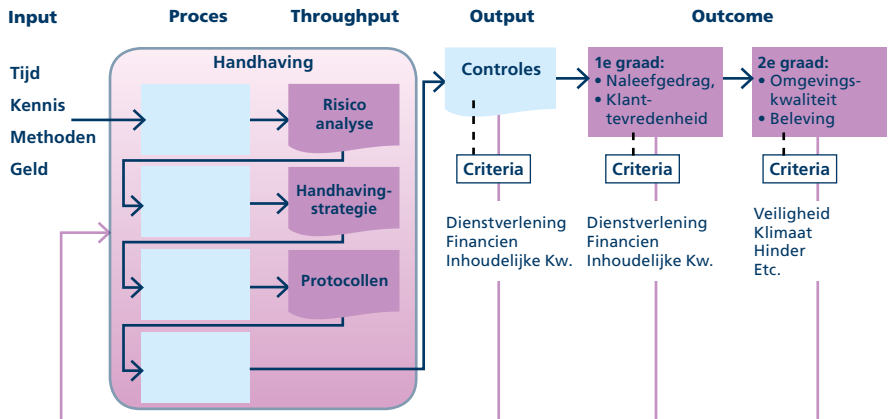 Input
Proces
Throughput
Output
Outcome
Tijd
Kennis
Methoden
Geld
Handhaving
Risico
analyse
Handhaving-
strategie
Protocollen
Controles
1e graad:
• Naleefgedrag,
• Klant-
tevredenheid
2e graad:
• Omgevings-
kwaliteit
• Beleving
Criteria
Criteria
Criteria
Dienstverlening
Financien
Inhoudelijke Kw.
Dienstverlening
Financien
Inhoudelijke Kw.
Veiligheid
Klimaat
Hinder
Etc.